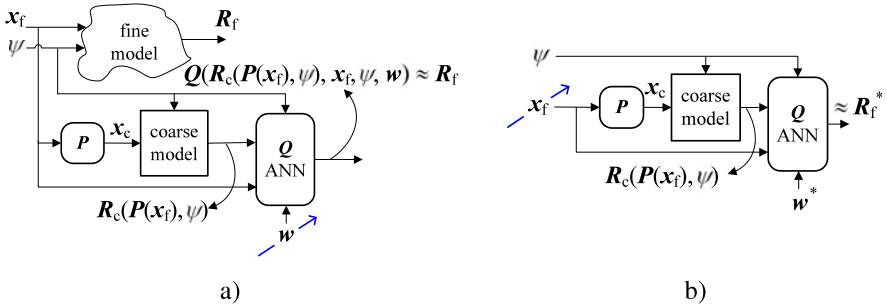 x_f
ψ
fine
model
R_f
Q(R_c(P(x_f), ψ), x_f, ψ, w) ≈ R_f
P
x_c
coarse
model
Q
ANN
R_c(P(x_f), ψ)
w
a)
ψ
x_f
P
x_c
coarse
model
Q
ANN
≈ R_f^*
R_c(P(x_f), ψ)
w^*
b)